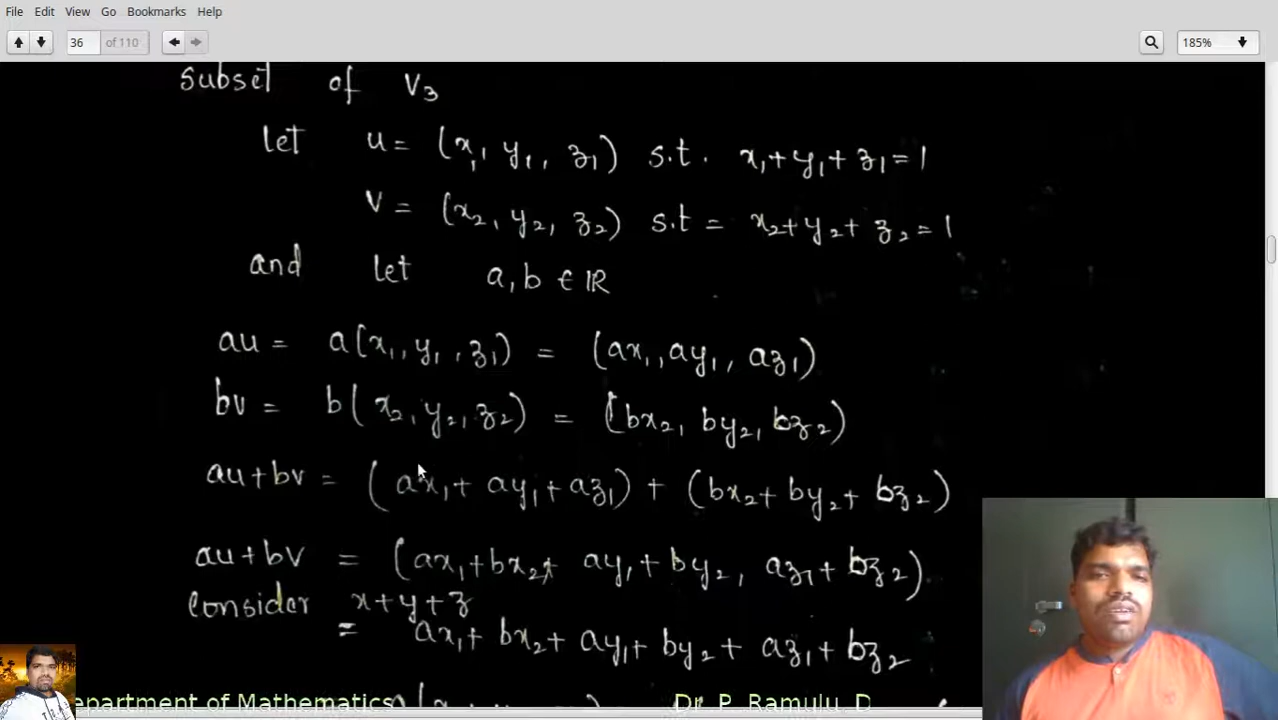 File Edit View Go Bookmarks Help
36 of 110 185%
Subset of V3
let u = (x1, y1, z1) s.t. x1+y1+z1=1
v = (x2, y2, z2) s.t = x2+y2+z2=1
and let a, b ∈ IR
au = a(x1, y1, z1) = (ax1, ay1, az1)
bv = b(x2, y2, z2) = (bx2, by2, bz2)
au+bv = (ax1+ ay1+az1) + (bx2+ by2+ bz2)
au+bv = (ax1+bx2, ay1+by2, az1+bz2)
Consider x+y+z
= ax1+ bx2+ ay1+by2+ az1+bz2
epartment of Mathematics Dr. P. Ramulu, D